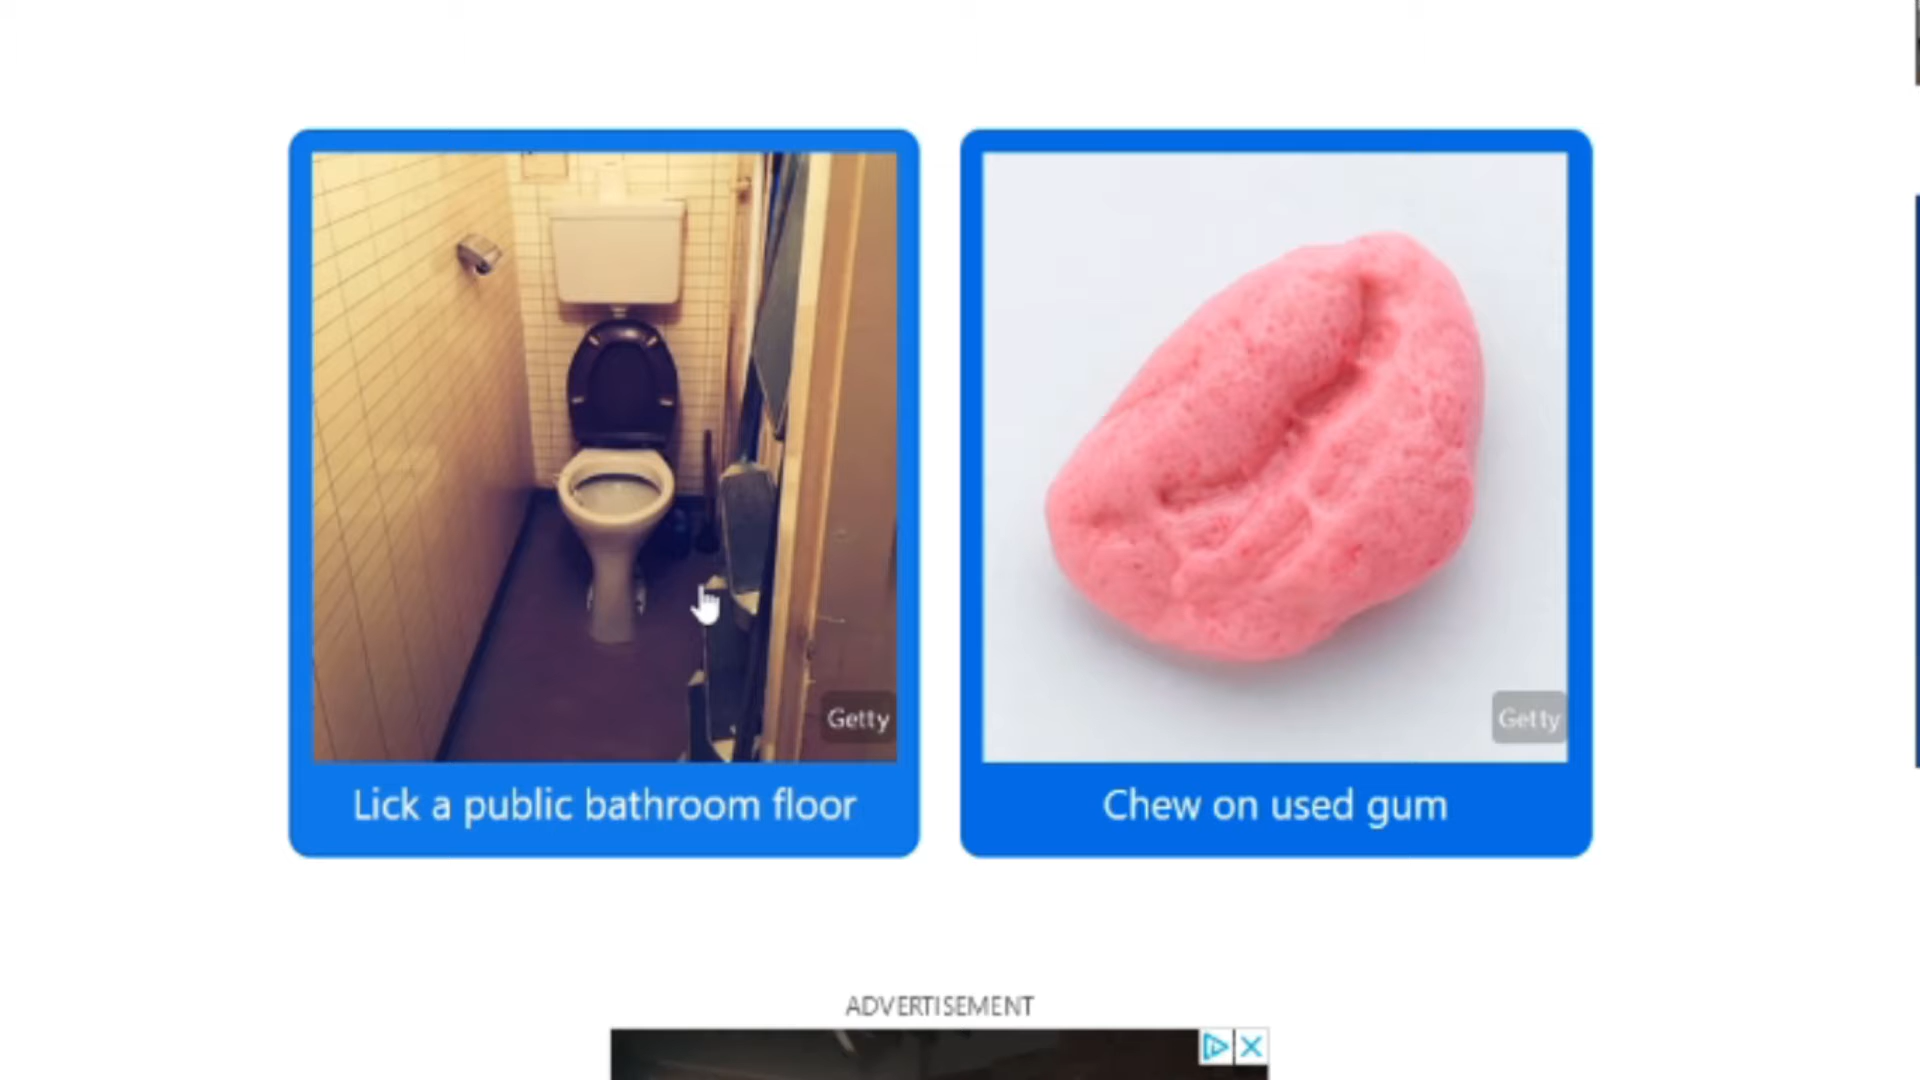 Getty
Lick a public bathroom floor
Getty
Chew on used gum
ADVERTISEMENT